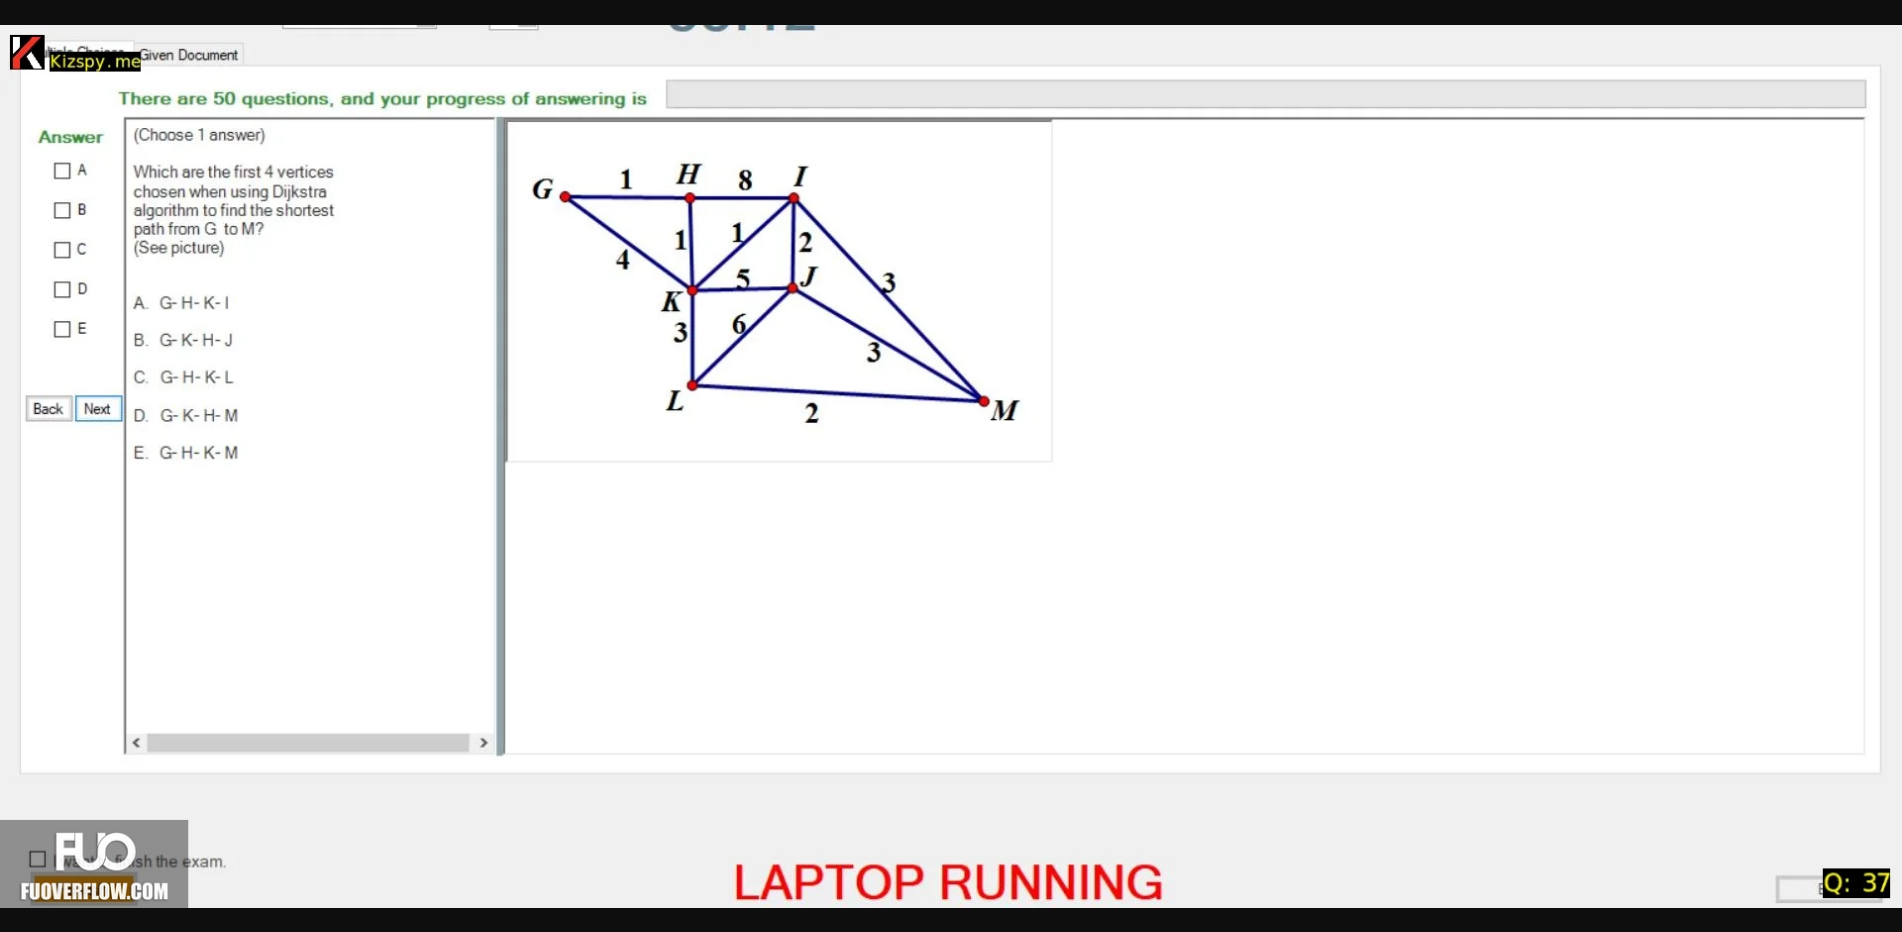 Kizspy.me
Given Document
There are 50 questions, and your progress of answering is
Answer
A
B
C
D
E
Back
Next
(Choose 1 answer)
Which are the first 4 vertices
chosen when using Dijkstra
algorithm to find the shortest
path from G to M?
(See picture)
A. G- H- K- I
B. G- K- H- J
C. G- H- K- L
D. G- K- H- M
E. G- H- K- M
G 1 H 8 I
4 1 1 2
K 5 J 3
3 6 3
L 2 M
FUO
FUOVERFLOW.COM
the exam.
LAPTOP RUNNING
Q: 37